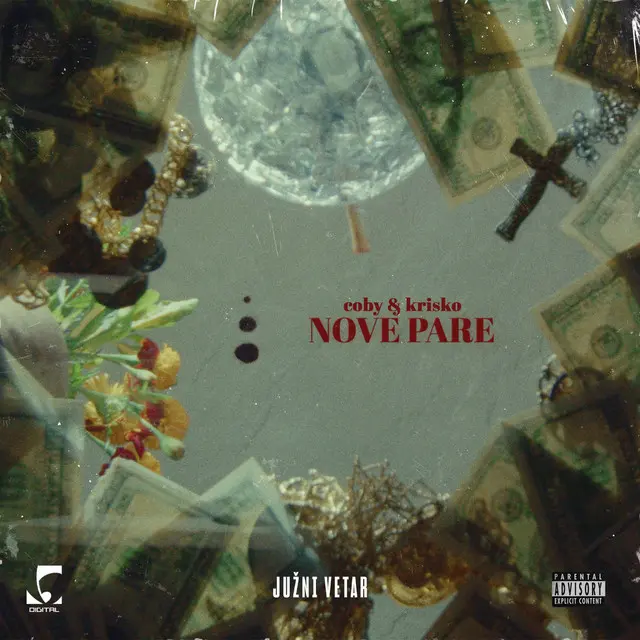 coby & krisko
NOVE PARE
DIGITAL
JUŽNI VETAR
PARENTAL
ADVISORY
EXPLICIT CONTENT